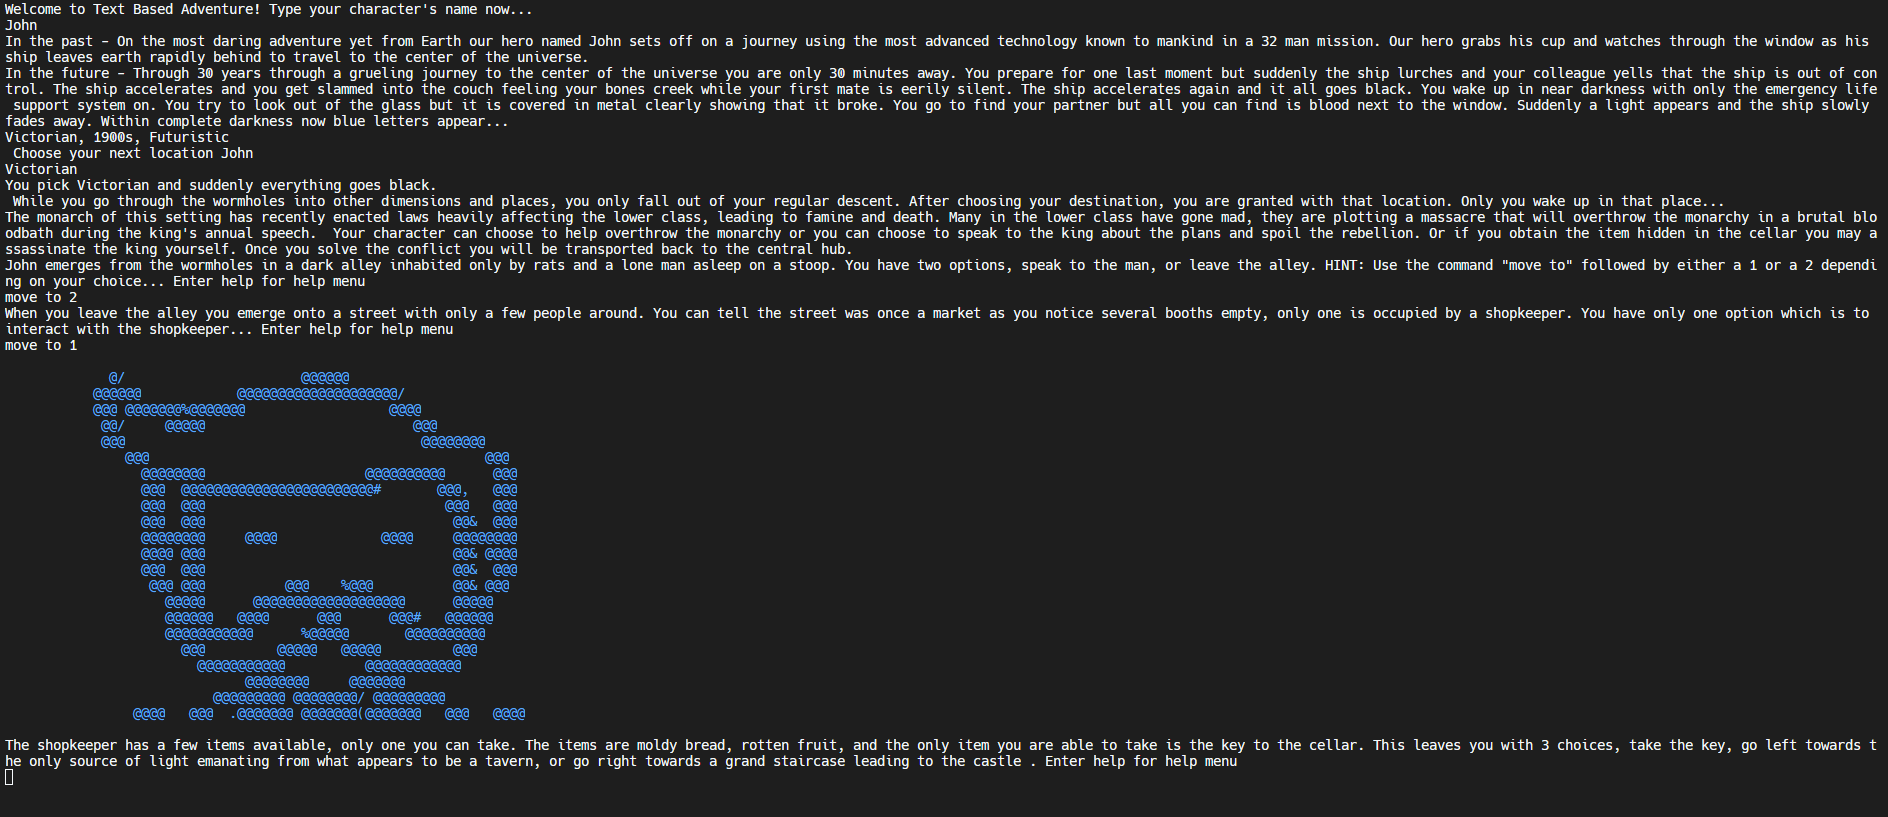 Welcome to Text Based Adventure! Type your character's name now...
John
In the past - On the most daring adventure yet from Earth our hero named John sets off on a journey using the most advanced technology known to mankind in a 32 man mission. Our hero grabs his cup and watches through the window as his
ship leaves earth rapidly behind to travel to the center of the universe.
In the future - Through 30 years through a grueling journey to the center of the universe you are only 30 minutes away. You prepare for one last moment but suddenly the ship lurches and your colleague yells that the ship is out of con
trol. The ship accelerates and you get slammed into the couch feeling your bones creek while your first mate is eerily silent. The ship accelerates again and it all goes black. You wake up in near darkness with only the emergency life
 support system on. You try to look out of the glass but it is covered in metal clearly showing that it broke. You go to find your partner but all you can find is blood next to the window. Suddenly a light appears and the ship slowly
fades away. Within complete darkness now blue letters appear...
Victorian, 1900s, Futuristic
 Choose your next location John
Victorian
You pick Victorian and suddenly everything goes black.
 While you go through the wormholes into other dimensions and places, you only fall out of your regular descent. After choosing your destination, you are granted with that location. Only you wake up in that place...
The monarch of this setting has recently enacted laws heavily affecting the lower class, leading to famine and death. Many in the lower class have gone mad, they are plotting a massacre that will overthrow the monarchy in a brutal blo
odbath during the king's annual speech.  Your character can choose to help overthrow the monarchy or you can choose to speak to the king about the plans and spoil the rebellion. Or if you obtain the item hidden in the cellar you may a
ssassinate the king yourself. Once you solve the conflict you will be transported back to the central hub.
John emerges from the wormholes in a dark alley inhabited only by rats and a lone man asleep on a stoop. You have two options, speak to the man, or leave the alley. HINT: Use the command "move to" followed by either a 1 or a 2 dependi
ng on your choice... Enter help for help menu
move to 2
When you leave the alley you emerge onto a street with only a few people around. You can tell the street was once a market as you notice several booths empty, only one is occupied by a shopkeeper. You have only one option which is to
interact with the shopkeeper... Enter help for help menu
move to 1
The shopkeeper has a few items available, only one you can take. The items are moldy bread, rotten fruit, and the only item you are able to take is the key to the cellar. This leaves you with 3 choices, take the key, go left towards t
he only source of light emanating from what appears to be a tavern, or go right towards a grand staircase leading to the castle . Enter help for help menu